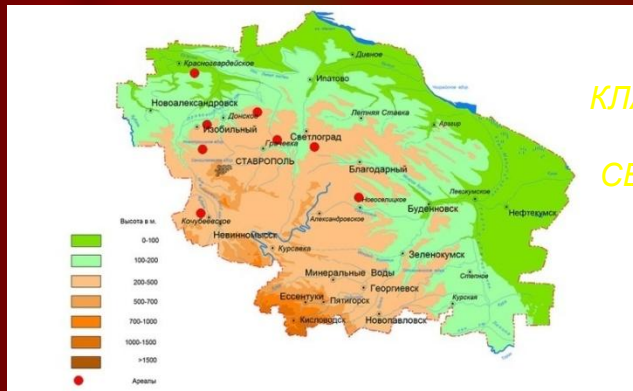 Дивное
Красногвардейское
Ипатово
Новоалександровск
Донское
Летняя Ставка
Изобильный
Светлоград
Арзгир
Грачевка
СТАВРОПОЛЬ
Благодарный
Новоселицкое
Левокумское
Буденновск
Нефтекумск
Кочубеевское
Александровское
Невинномысск
Курсавка
Зеленокумск
Минеральные Воды
Степное
Георгиевск
Ессентуки
Пятигорск
Курская
Кисловодск
Новопавловск
Высота в м.
0-100
100-200
200-500
500-700
700-1000
1000-1500
>1500
Ареалы